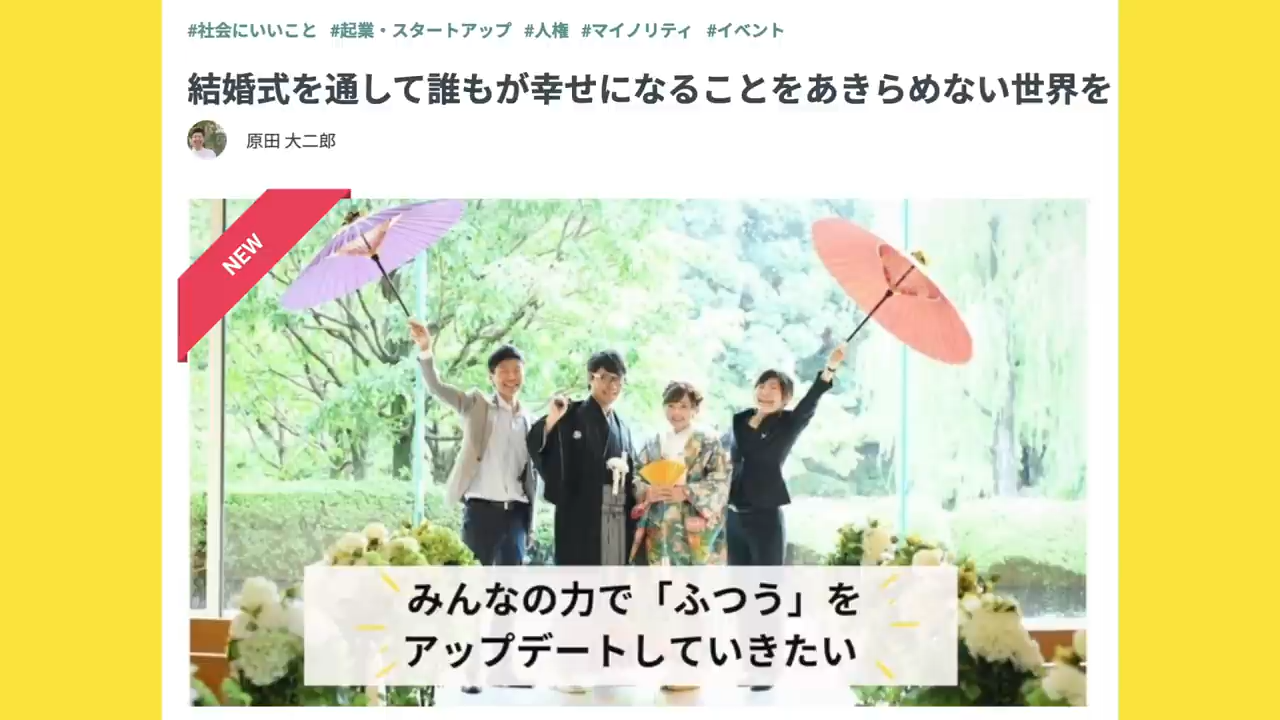 #社会にいいこと #起業・スタートアップ #人権 #マイノリティ #イベント
結婚式を通して誰もが幸せになることをあきらめない世界を
原田 大二郎
NEW
みんなの力で「ふつう」を
アップデートしていきたい